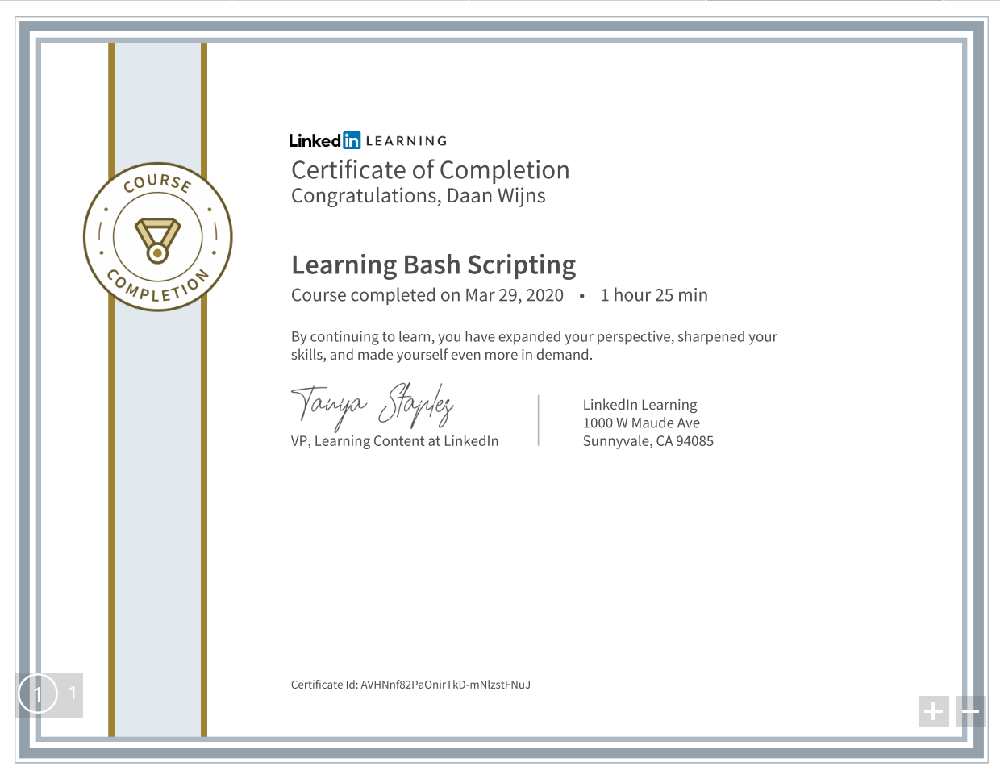 COURSE
COMPLETION
Linked in LEARNING
Certificate of Completion
Congratulations, Daan Wijns
Learning Bash Scripting
Course completed on Mar 29, 2020 • 1 hour 25 min
By continuing to learn, you have expanded your perspective, sharpened your
skills, and made yourself even more in demand.
Tanya Staples
VP, Learning Content at LinkedIn
LinkedIn Learning
1000 W Maude Ave
Sunnyvale, CA 94085
Certificate Id: AVHNnf82PaOnirTkD-mNlzstFNuJ
1 1